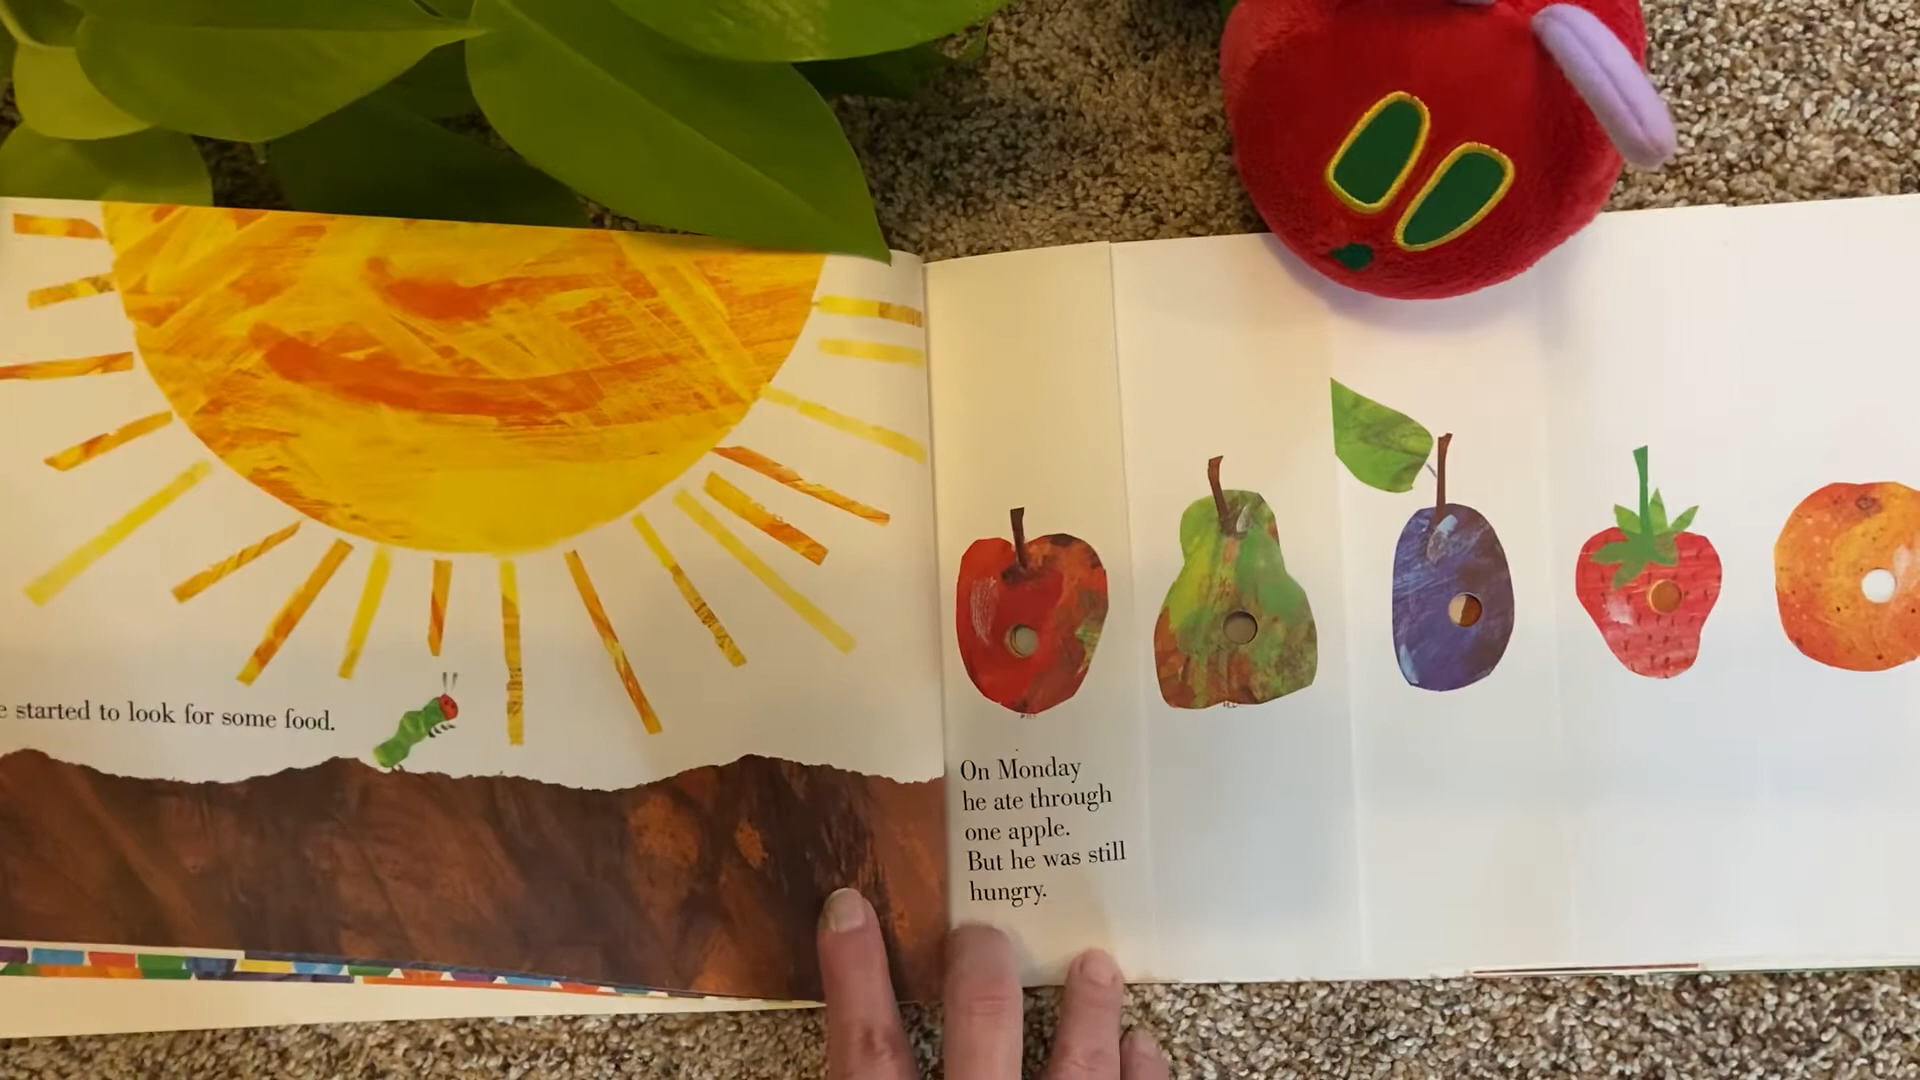 started to look for some food.
On Monday
he ate through
one apple.
But he was still
hungry.